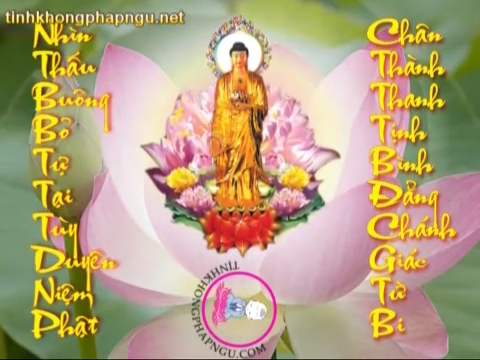 tinhkhongphapngu.net
Nhìn
Thấu
Buông
Bỏ
Tự
Tại
Tùy
Duyên
Niệm
Phật
Chân
Thành
Thanh
Tịnh
Bình
Đẳng
Chánh
Giác
Từ
Bi
TỊNHKHONGPHAPNGU.COM